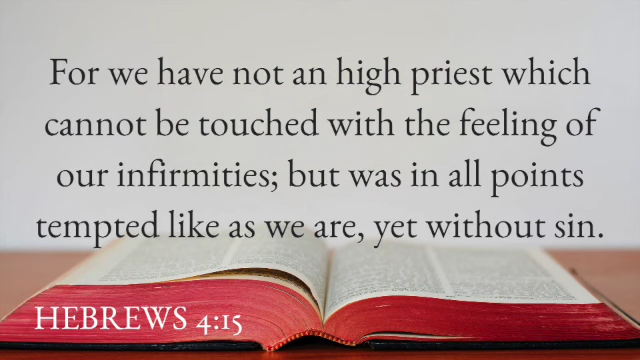 For we have not an high priest which
cannot be touched with the feeling of
our infirmities; but was in all points
tempted like as we are, yet without sin.
HEBREWS 4:15